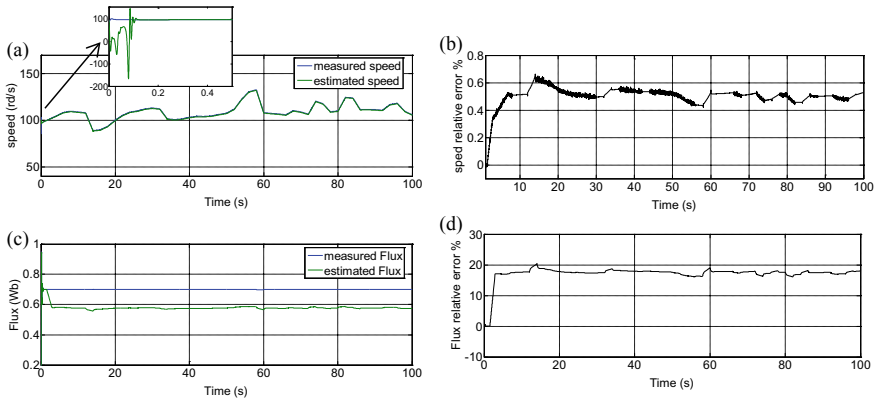 100
0
-100
-200
0 0.2 0.4
(a)
150
100
50
speed (rd/s)
measured speed
estimated speed
0 20 40 60 80 100
Time (s)
(b)
0.8
0.6
0.4
0.2
0
sped relative error %
10 20 30 40 50 60 70 80 90 100
Time (s)
(c)
1
0.8
0.6
0.4
0.2
Flux (Wb)
measured Flux
estimated Flux
0 20 40 60 80 100
Time (s)
(d)
30
20
10
0
-10
Flux relative error %
0 20 40 60 80 100
Time (s)